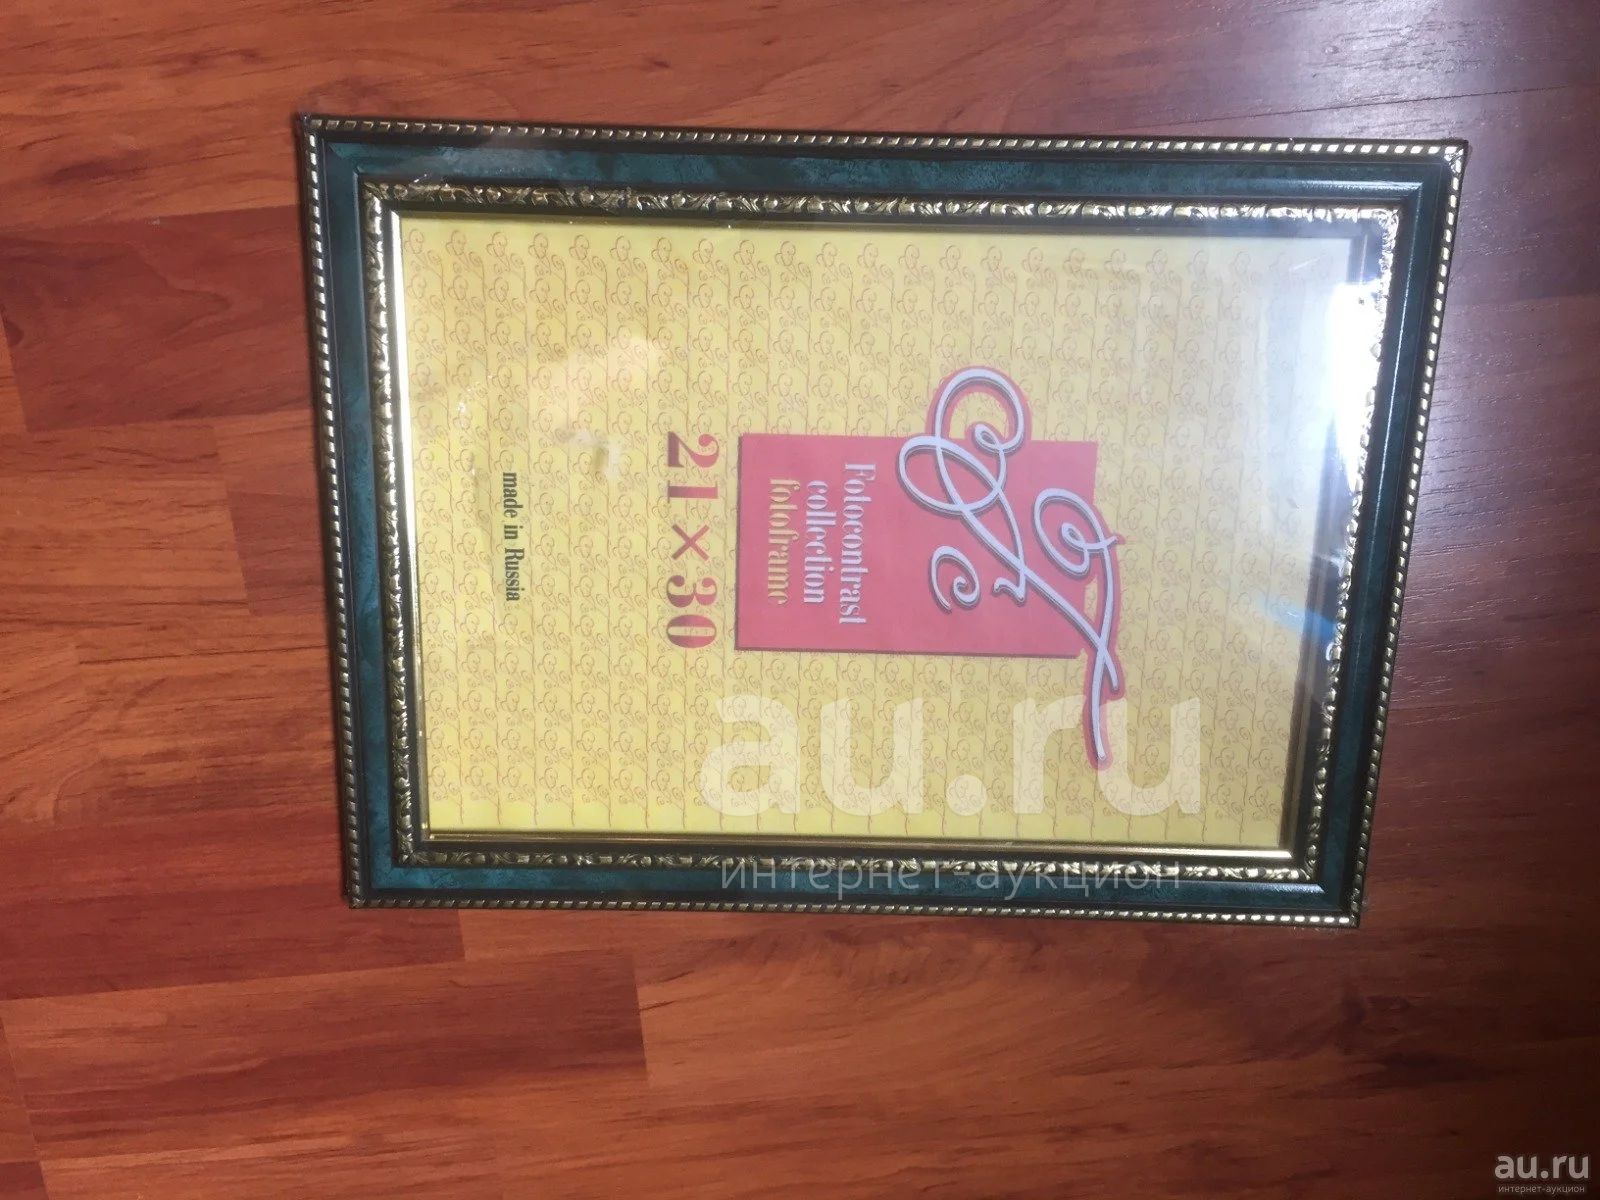 Fotocontrast
collection
fotoframe
21×30
made in Russia
au.ru
интернет-аукцион
au.ru
интернет-аукцион